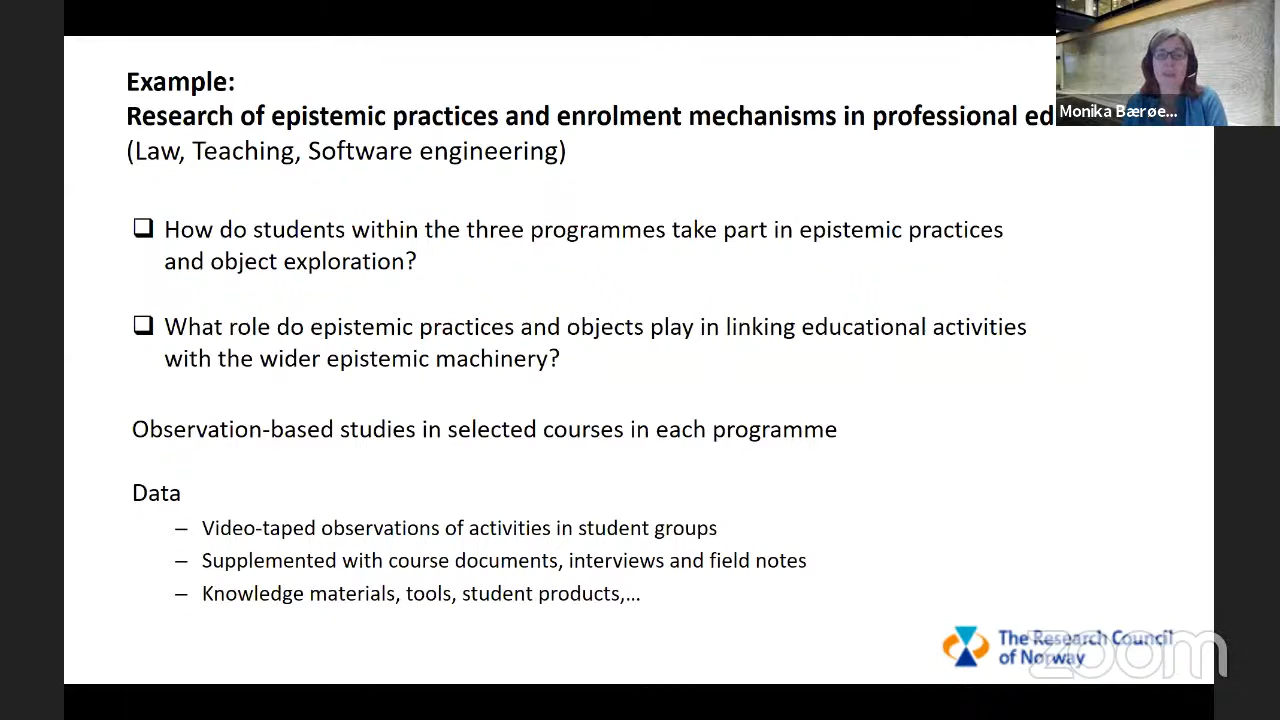 Example:
Research of epistemic practices and enrolment mechanisms in professional ed
(Law, Teaching, Software engineering)
Monika Bærøe...
How do students within the three programmes take part in epistemic practices
and object exploration?
What role do epistemic practices and objects play in linking educational activities
with the wider epistemic machinery?
Observation-based studies in selected courses in each programme
Data
– Video-taped observations of activities in student groups
– Supplemented with course documents, interviews and field notes
– Knowledge materials, tools, student products,...
The Research Council
of Norway
zoom